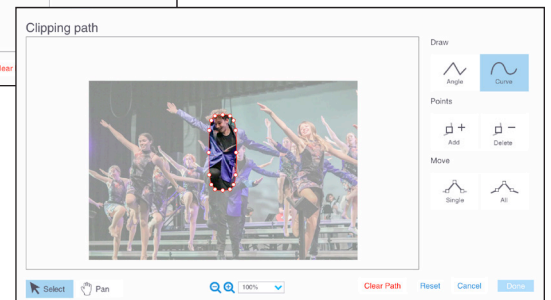 lear
Clipping path
Draw
Angle
Curve
Points
Add
Delete
Move
Single
All
Select
Pan
100%
Clear Path
Reset
Cancel
Done